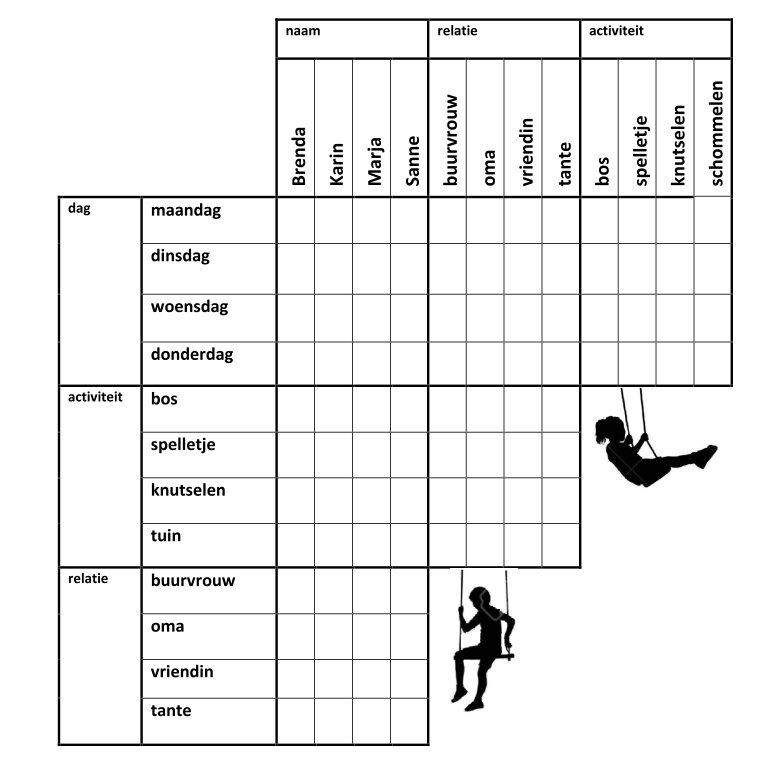 naam relatie activiteit
Brenda Karin Marja Sanne buurvrouw oma vriendin tante bos spelletje knutselen schommelen
dag maandag
dinsdag
woensdag
donderdag
activiteit bos
spelletje
knutselen
tuin
relatie buurvrouw
oma
vriendin
tante